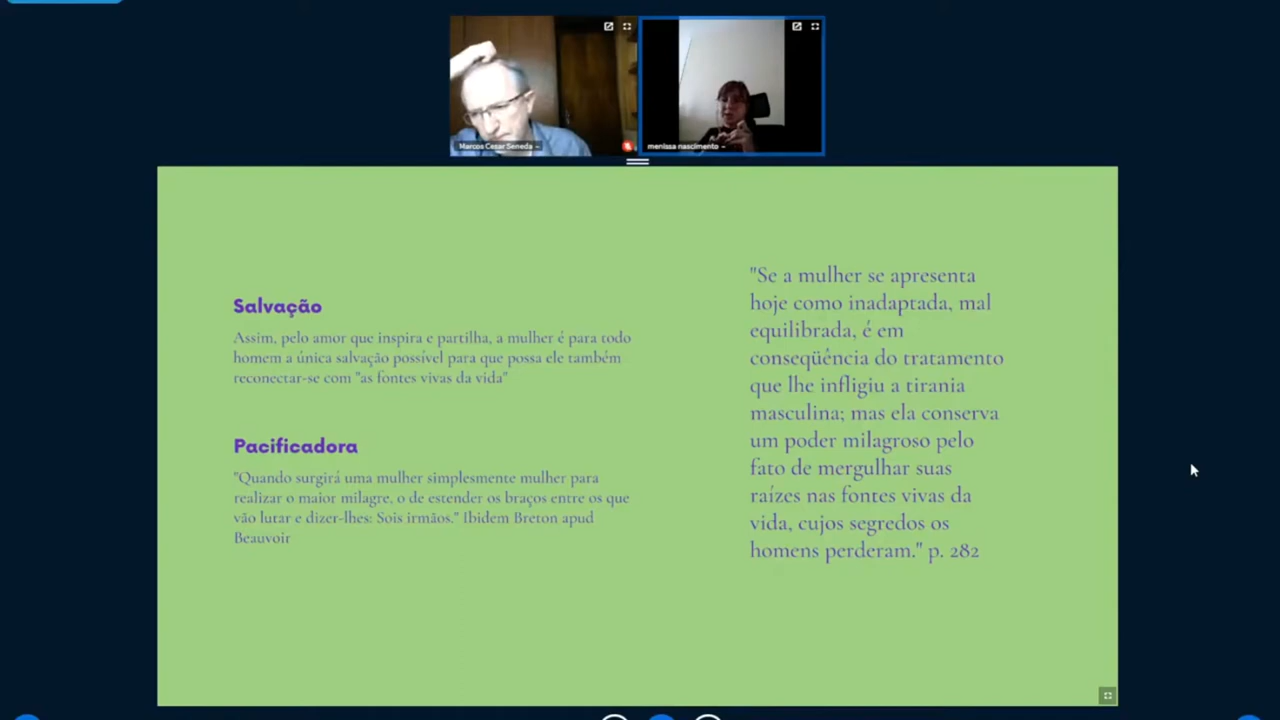 Marcos Cesar Seneda
menissa nascimento
Salvação
Assim, pelo amor que inspira e partilha, a mulher é para todo
homem a única salvação possível para que possa ele também
reconectar-se com "as fontes vivas da vida"
Pacificadora
"Quando surgirá uma mulher simplesmente mulher para
realizar o maior milagre, o de estender os braços entre os que
vão lutar e dizer-lhes: Sois irmãos." Ibidem Breton apud
Beauvoir
"Se a mulher se apresenta
hoje como inadaptada, mal
equilibrada, é em
conseqüência do tratamento
que lhe infligiu a tirania
masculina; mas ela conserva
um poder milagroso pelo
fato de mergulhar suas
raízes nas fontes vivas da
vida, cujos segredos os
homens perderam." p. 282